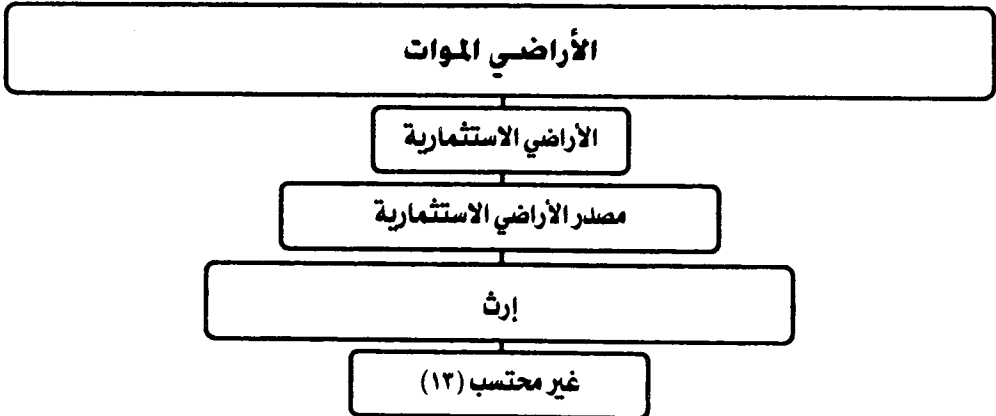 الأراضي الموات
الأراضي الاستثمارية
مصدر الأراضي الاستثمارية
إرث
غير محتسب (١٣)